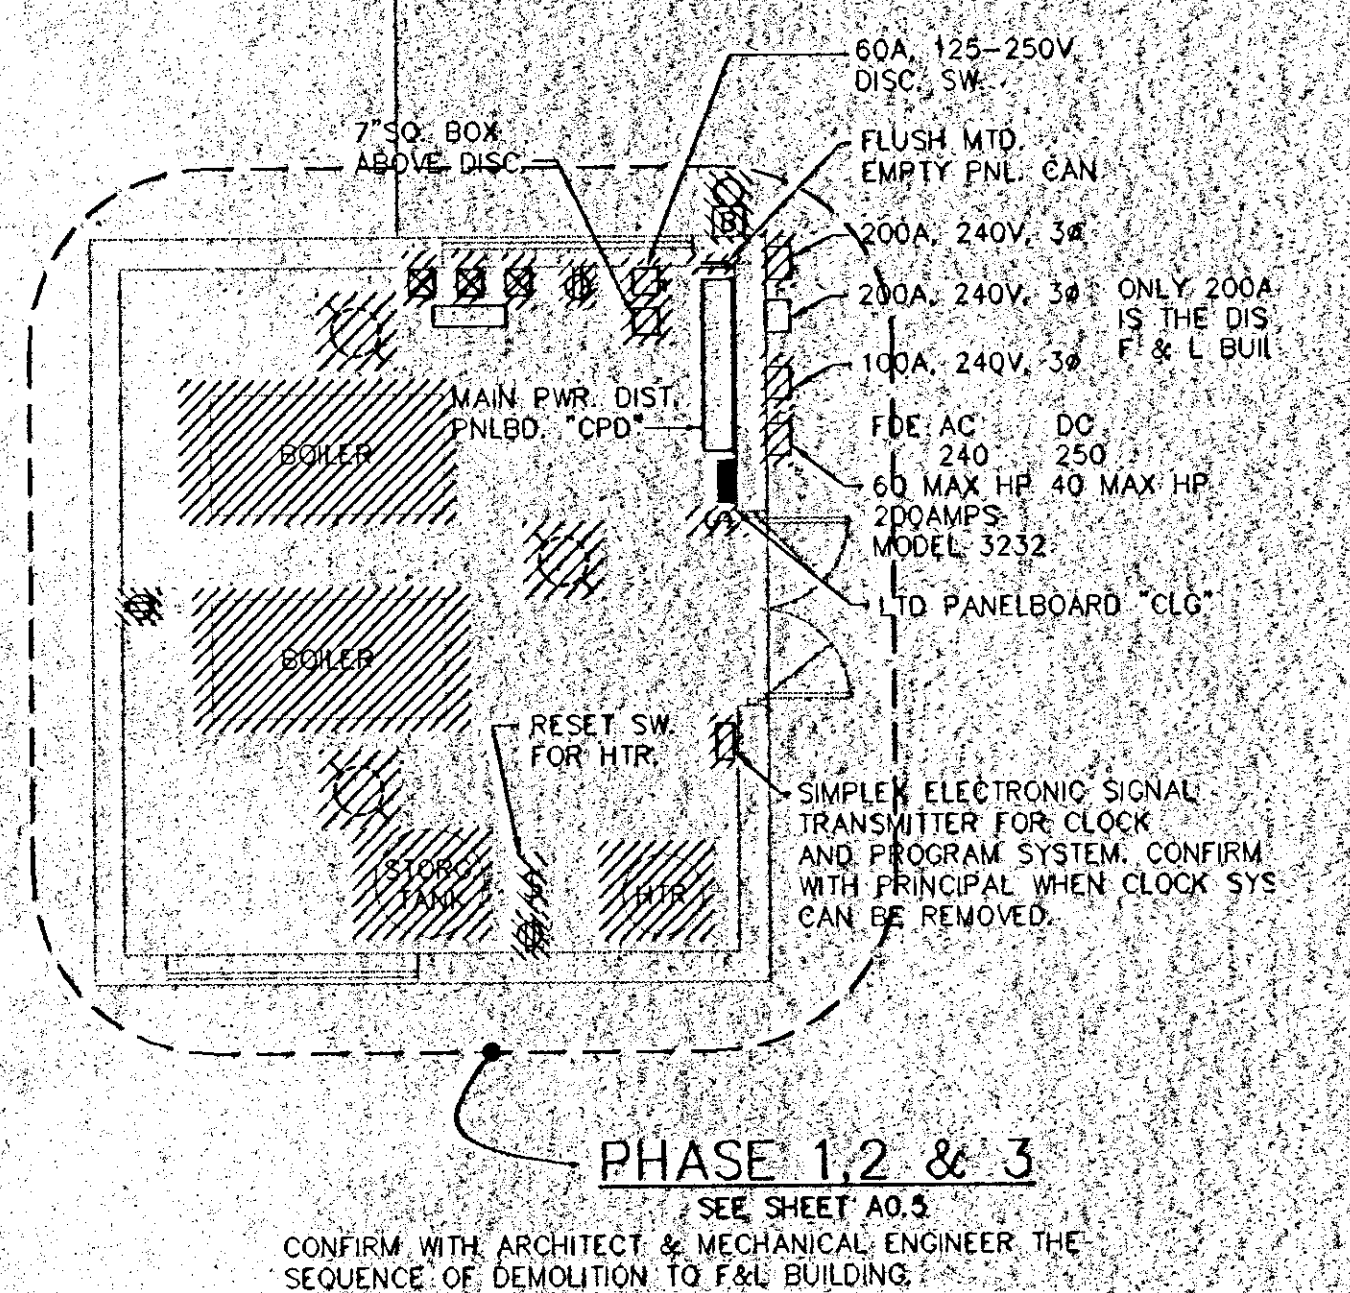 60A, 125-250V,
DISC. SW.
7"SQ. BOX
ABOVE DISC.
FLUSH MTD.
EMPTY PNL. CAN
B
200A, 240V, 3ø
200A, 240V, 3ø
ONLY 200A
IS THE DIS
F & L BUIL
100A, 240V, 3ø
MAIN PWR. DIST.
PNLBD. "CPD"
FDE AC DC
240 250
60 MAX HP 40 MAX HP
200AMPS
MODEL 3232
BOILER
LTD PANELBOARD "CLG"
BOILER
RESET SW.
FOR HTR.
SIMPLEX ELECTRONIC SIGNAL
TRANSMITTER FOR CLOCK
AND PROGRAM SYSTEM. CONFIRM
WITH PRINCIPAL WHEN CLOCK SYS
CAN BE REMOVED.
STORG.
TANK
HTR
PHASE 1,2 & 3
SEE SHEET A0.5
CONFIRM WITH ARCHITECT & MECHANICAL ENGINEER THE
SEQUENCE OF DEMOLITION TO F&L BUILDING.